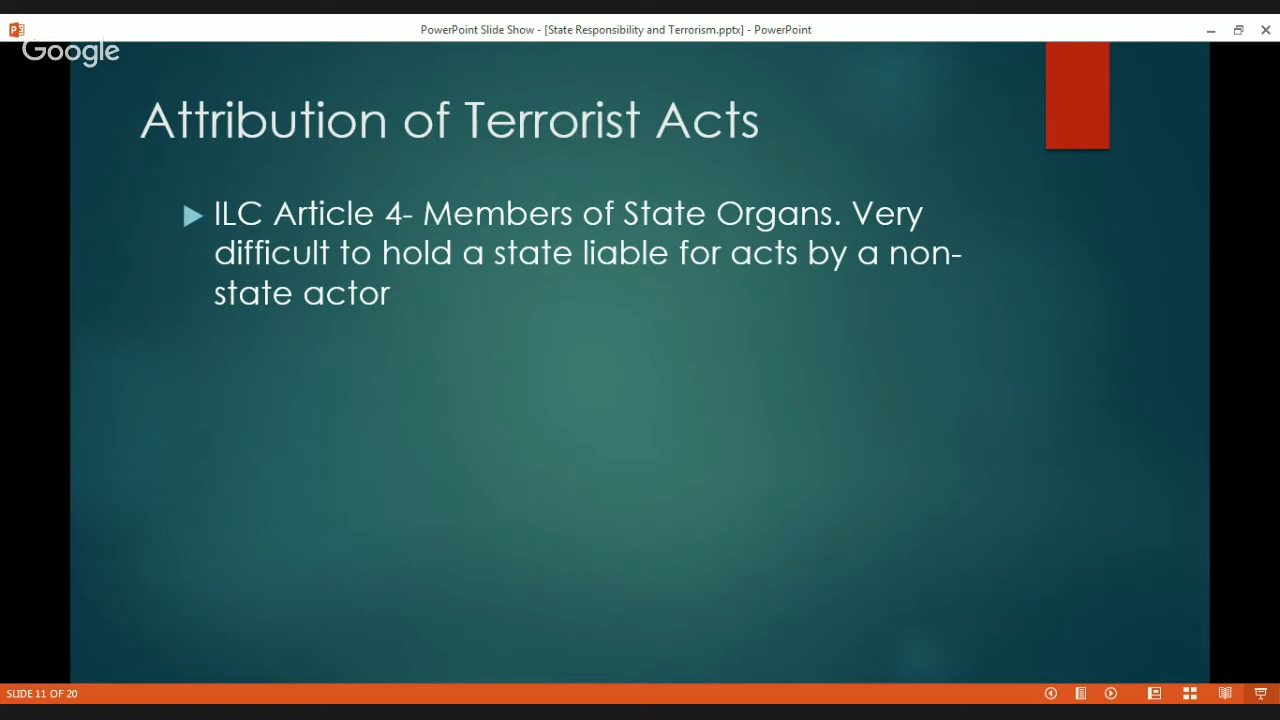 PowerPoint Slide Show - [State Responsibility and Terrorism.pptx] - PowerPoint
Google
Attribution of Terrorist Acts
ILC Article 4- Members of State Organs. Very
difficult to hold a state liable for acts by a non-
state actor
SLIDE 11 OF 20